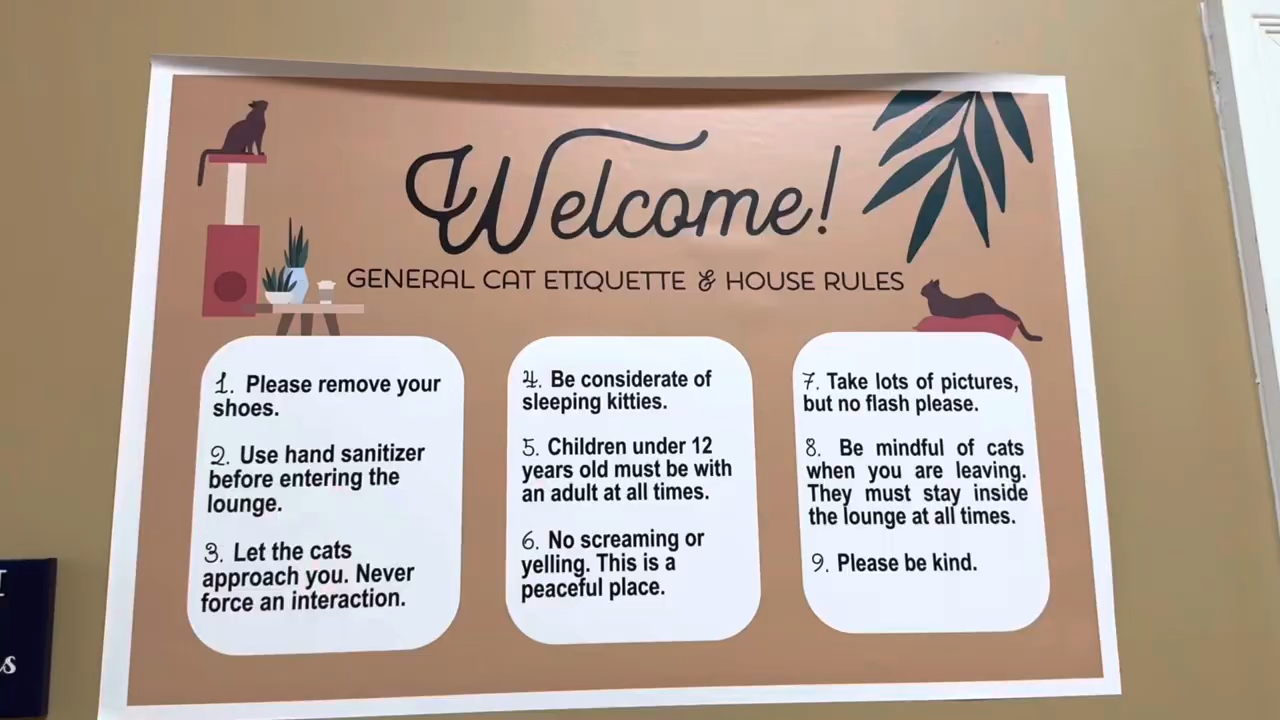 Welcome!
GENERAL CAT ETIQUETTE & HOUSE RULES
1. Please remove your
shoes.
2. Use hand sanitizer
before entering the
lounge.
3. Let the cats
approach you. Never
force an interaction.
4. Be considerate of
sleeping kitties.
5. Children under 12
years old must be with
an adult at all times.
6. No screaming or
yelling. This is a
peaceful place.
7. Take lots of pictures,
but no flash please.
8. Be mindful of cats
when you are leaving.
They must stay inside
the lounge at all times.
9. Please be kind.